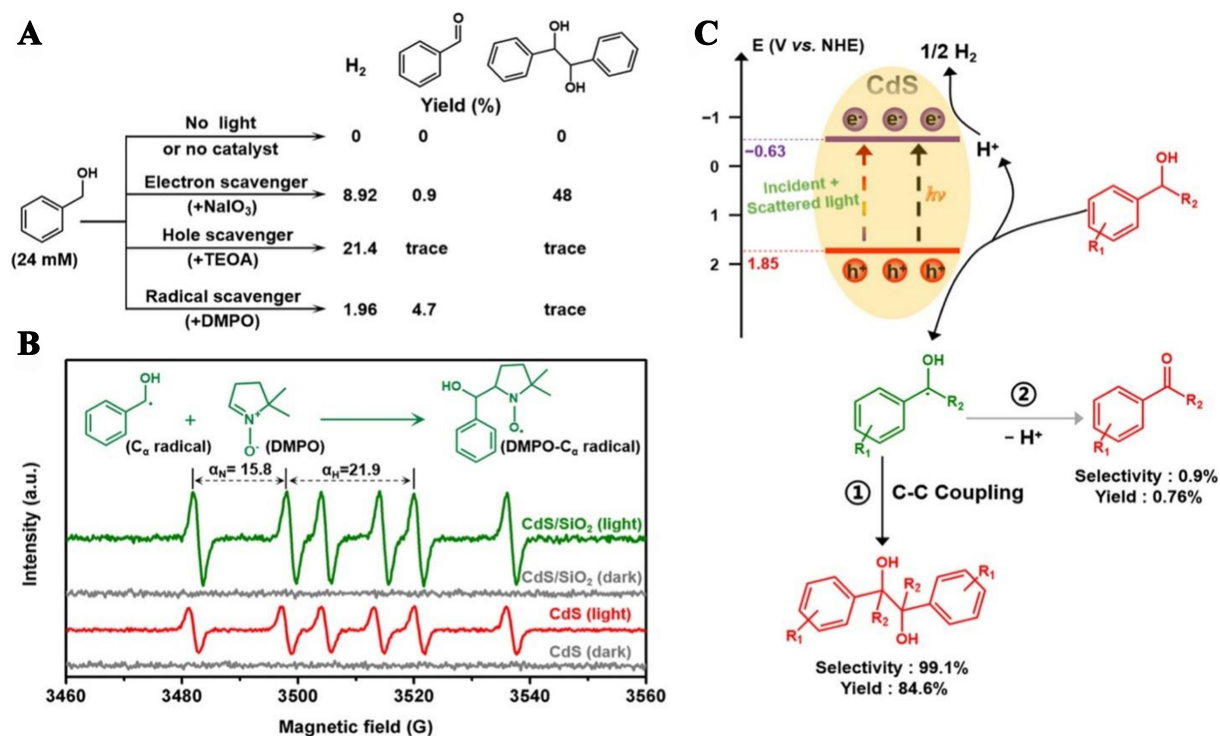 A
OH
(24 mM)
H2
O
OH
OH
Yield (%)
No light
or no catalyst
0 0 0
Electron scavenger
(+NaIO3)
8.92 0.9 48
Hole scavenger
(+TEOA)
21.4 trace trace
Radical scavenger
(+DMPO)
1.96 4.7 trace
B
OH
(Cα radical)
+
N+
O-
(DMPO)
HO
N
O•
(DMPO-Cα radical)
αN= 15.8
αH=21.9
CdS/SiO2 (light)
CdS/SiO2 (dark)
CdS (light)
CdS (dark)
Intensity (a.u.)
3460 3480 3500 3520 3540 3560
Magnetic field (G)
C
E (V vs. NHE)
1/2 H2
CdS
−1
0
1
2
−0.63
1.85
e- e- e-
H+
Incident +
Scattered light
hν
h+ h+ h+
OH
R2
R1
OH
R2
R1
②
− H+
O
R2
R1
Selectivity : 0.9%
Yield : 0.76%
①
C-C Coupling
OH
R2
R1
R2
R1
OH
Selectivity : 99.1%
Yield : 84.6%